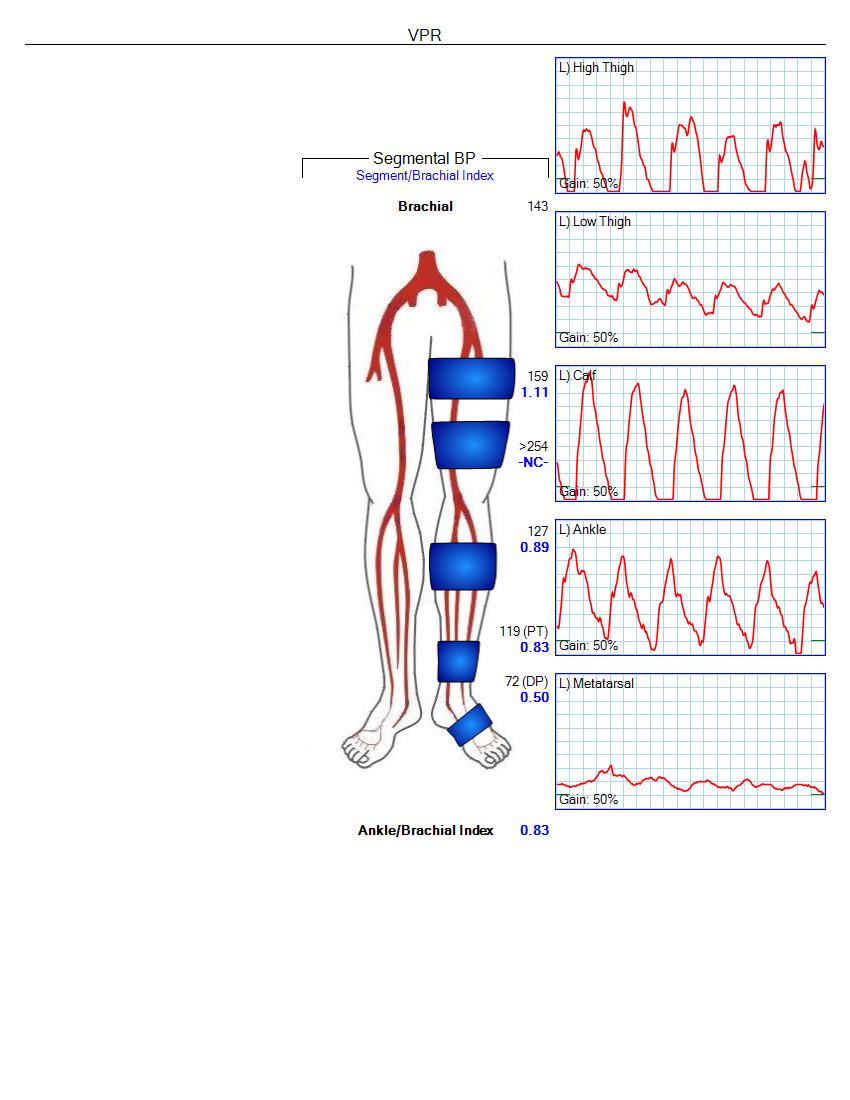 VPR
L) High Thigh
Gain: 50%
Segmental BP
Segment/Brachial Index
Brachial 143
L) Low Thigh
Gain: 50%
159
1.11
>254
-NC-
L) Calf
Gain: 50%
127
0.89
L) Ankle
Gain: 50%
119 (PT)
0.83
72 (DP)
0.50
L) Metatarsal
Gain: 50%
Ankle/Brachial Index 0.83